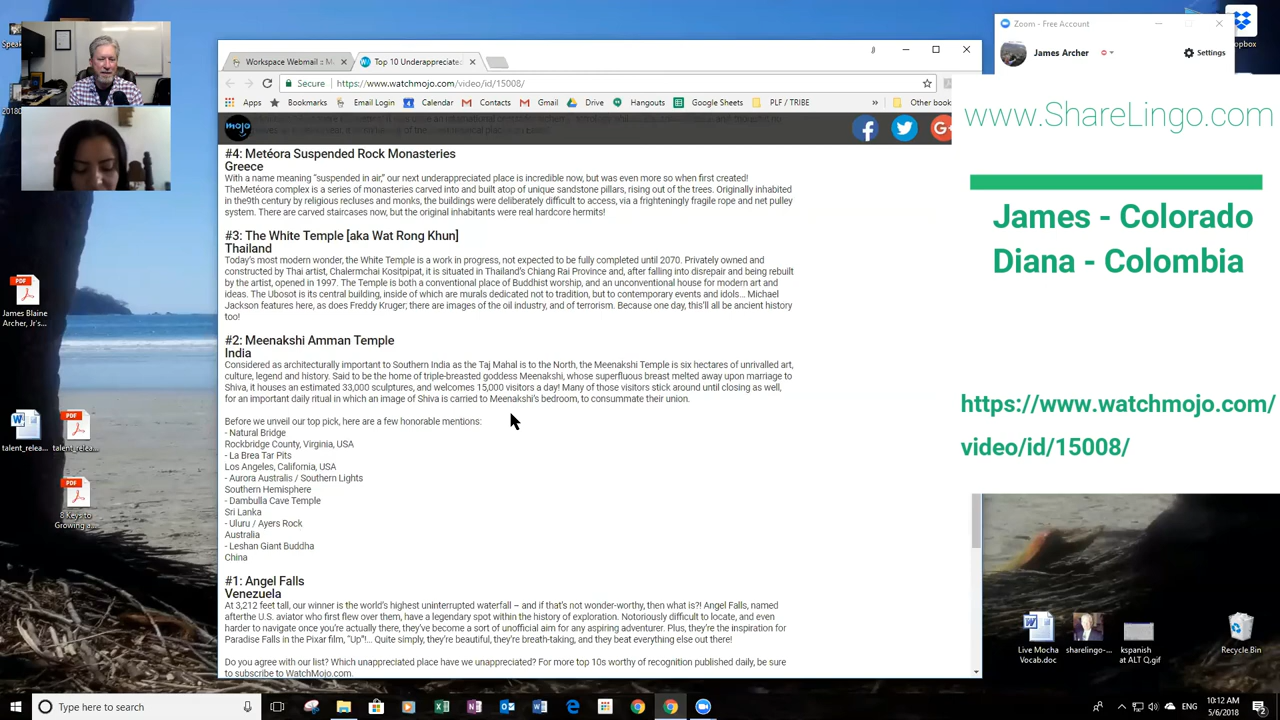 Workspace Webmail :: M
Top 10 Underappreciate
Secure
https://www.watchmojo.com/video/id/15008/
Apps
Bookmarks
Email Login
Calendar
Contacts
Gmail
Drive
Hangouts
Google Sheets
PLF / TRIBE
»
Other book
mojo
#4: Metéora Suspended Rock Monasteries
Greece
With a name meaning "suspended in air," our next underappreciated place is incredible now, but was even more so when first created!
TheMetéora complex is a series of monasteries carved into and built atop of unique sandstone pillars, rising out of the trees. Originally inhabited
in the9th century by religious recluses and monks, the buildings were deliberately difficult to access, via a frighteningly fragile rope and net pulley
system. There are carved staircases now, but the original inhabitants were real hardcore hermits!
#3: The White Temple [aka Wat Rong Khun]
Thailand
Today's most modern wonder, the White Temple is a work in progress, not expected to be fully completed until 2070. Privately owned and
constructed by Thai artist, Chalermchai Kositpipat, it is situated in Thailand's Chiang Rai Province and, after falling into disrepair and being rebuilt
by the artist, opened in 1997. The Temple is both a conventional place of Buddhist worship, and an unconventional house for modern art and
ideas. The Ubosot is its central building, inside of which are murals dedicated not to tradition, but to contemporary events and idols... Michael
Jackson features here, as does Freddy Kruger; there are images of the oil industry, and of terrorism. Because one day, this'll all be ancient history
too!
#2: Meenakshi Amman Temple
India
Considered as architecturally important to Southern India as the Taj Mahal is to the North, the Meenakshi Temple is six hectares of unrivalled art,
culture, legend and history. Said to be the home of triple-breasted goddess Meenakshi, whose superfluous breast melted away upon marriage to
Shiva, it houses an estimated 33,000 sculptures, and welcomes 15,000 visitors a day! Many of those visitors stick around until closing as well,
for an important daily ritual in which an image of Shiva is carried to Meenakshi's bedroom, to consummate their union.
Before we unveil our top pick, here are a few honorable mentions:
- Natural Bridge
Rockbridge County, Virginia, USA
- La Brea Tar Pits
Los Angeles, California, USA
- Aurora Australis / Southern Lights
Southern Hemisphere
- Dambulla Cave Temple
Sri Lanka
- Uluru / Ayers Rock
Australia
- Leshan Giant Buddha
China
#1: Angel Falls
Venezuela
At 3,212 feet tall, our winner is the world's highest uninterrupted waterfall – and if that's not wonder-worthy, then what is?! Angel Falls, named
afterthe U.S. aviator who first flew over them, have a legendary spot within the history of exploration. Notoriously difficult to locate, and even
harder to navigate once you're actually there, they've become a sort of unofficial aim for any aspiring adventurer. Plus, they're the inspiration for
Paradise Falls in the Pixar film, "Up"!... Quite simply, they're beautiful, they're breath-taking, and they beat everything else out there!
Do you agree with our list? Which unappreciated place have we unappreciated? For more top 10s worthy of recognition published daily, be sure
to subscribe to WatchMojo.com.
Zoom - Free Account
James Archer
Settings
www.ShareLingo.com
James - Colorado
Diana - Colombia
https://www.watchmojo.com/
video/id/15008/
James Blaine
Archer, Jr's...
talent_relea...
talent_relea...
8 Keys to
Growing a...
Live Mocha
Vocab.doc
sharelingo-...
kspanish
at ALT Q.gif
Recycle Bin
Type here to search
10:12 AM
5/6/2018